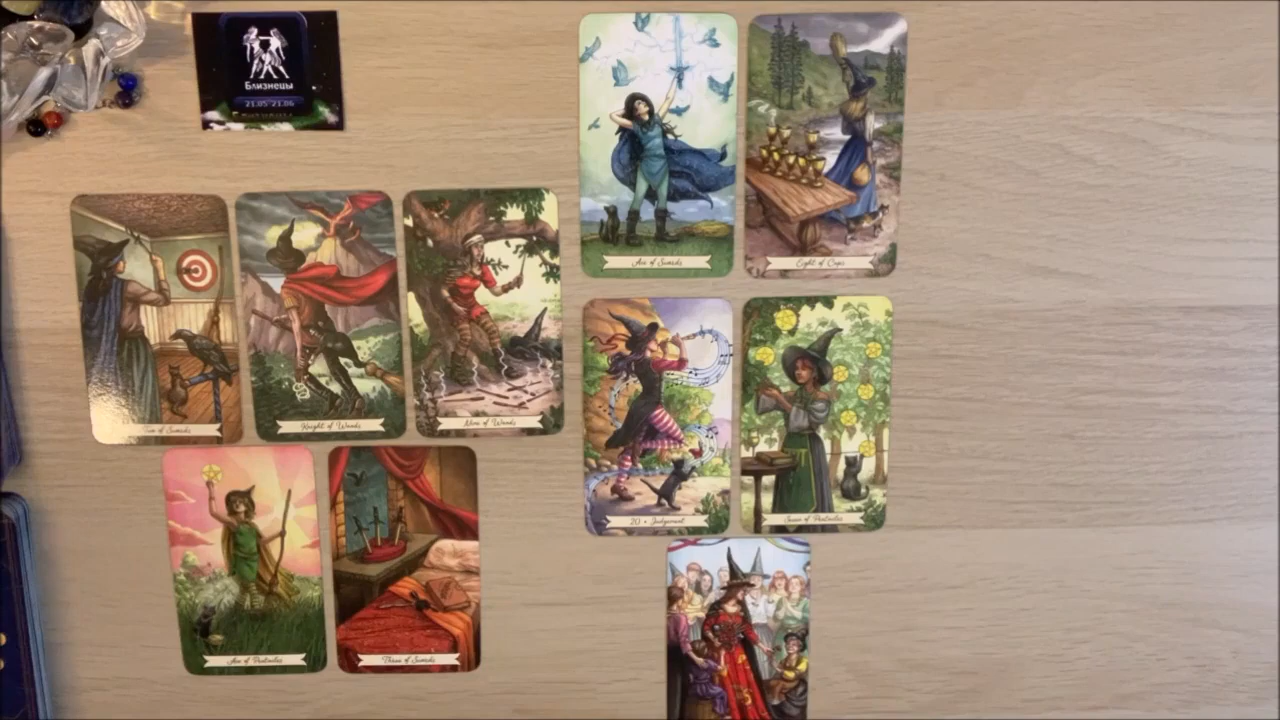 Близнецы
21.05-21.06
Ace of Swords
Eight of Cups
Two of Swords
Knight of Wands
Nine of Wands
20 • Judgement
Seven of Pentacles
Ace of Pentacles
Three of Swords